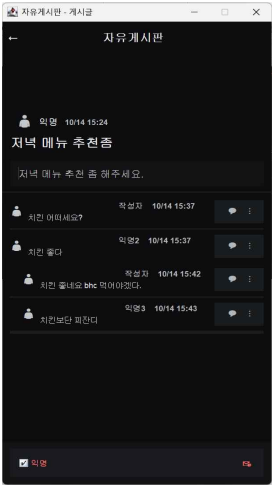 자유게시판 - 게시글
자유게시판
익명 10/14 15:24
저녁 메뉴 추천좀
저녁 메뉴 추천 좀 해주세요.
작성자 10/14 15:37
치킨 어떠세요?
익명2 10/14 15:37
치킨 좋다
작성자 10/14 15:42
치킨 좋네요 bhc 먹어야겠다.
익명3 10/14 15:43
치킨보단 피잔디
익명